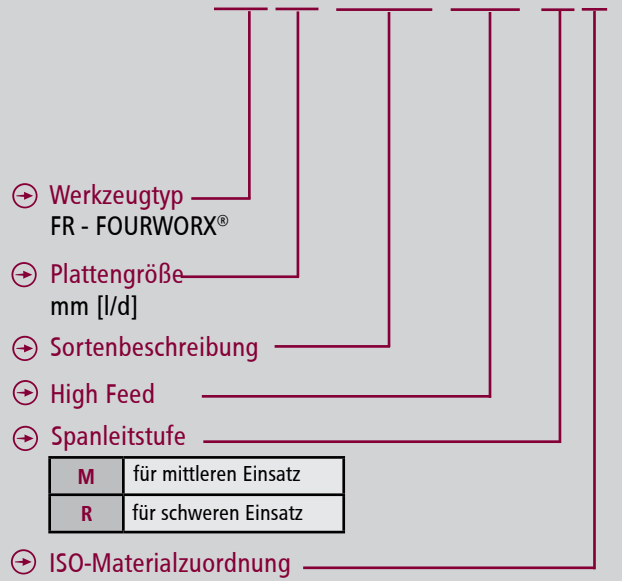 Werkzeugtyp
FR - FOURWORX®
Plattengröße
mm [l/d]
Sortenbeschreibung
High Feed
Spanleitstufe
M für mittleren Einsatz
R für schweren Einsatz
ISO-Materialzuordnung